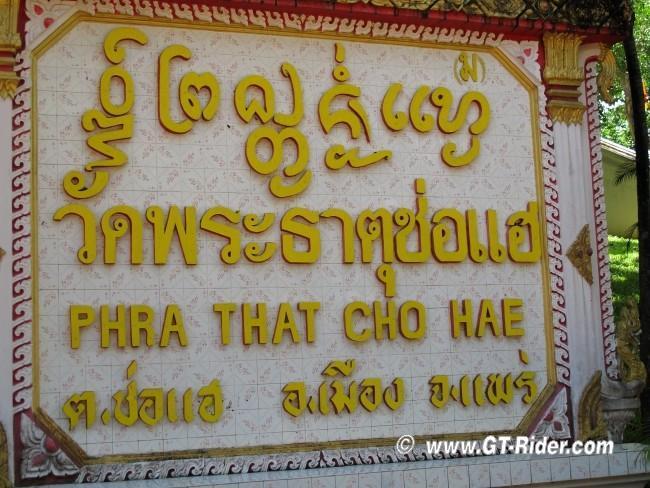 วัดพระธาตุช่อแฮ
PHRA THAT CHO HAE
ต.ช่อแฮ อ.เมือง จ.แพร่
© www.GT-Rider.com